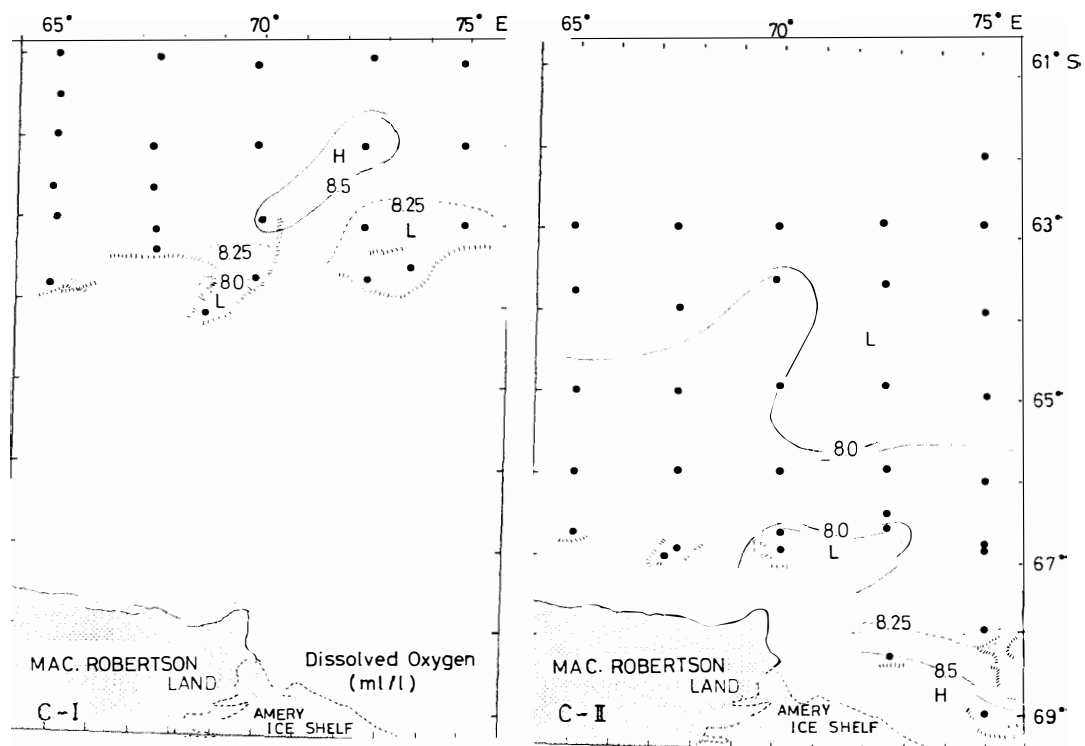 65° 70° 75° E
H
8.5
8.25
L
8.25
8.0
L
MAC. ROBERTSON
LAND
Dissolved Oxygen
(ml/l)
C-I
AMERY
ICE SHELF
65° 70° 75°
61° S
63°
L
65°
8.0
8.0
L
67°
8.25
8.5
H
MAC. ROBERTSON
LAND
C-II
AMERY
ICE SHELF
69°